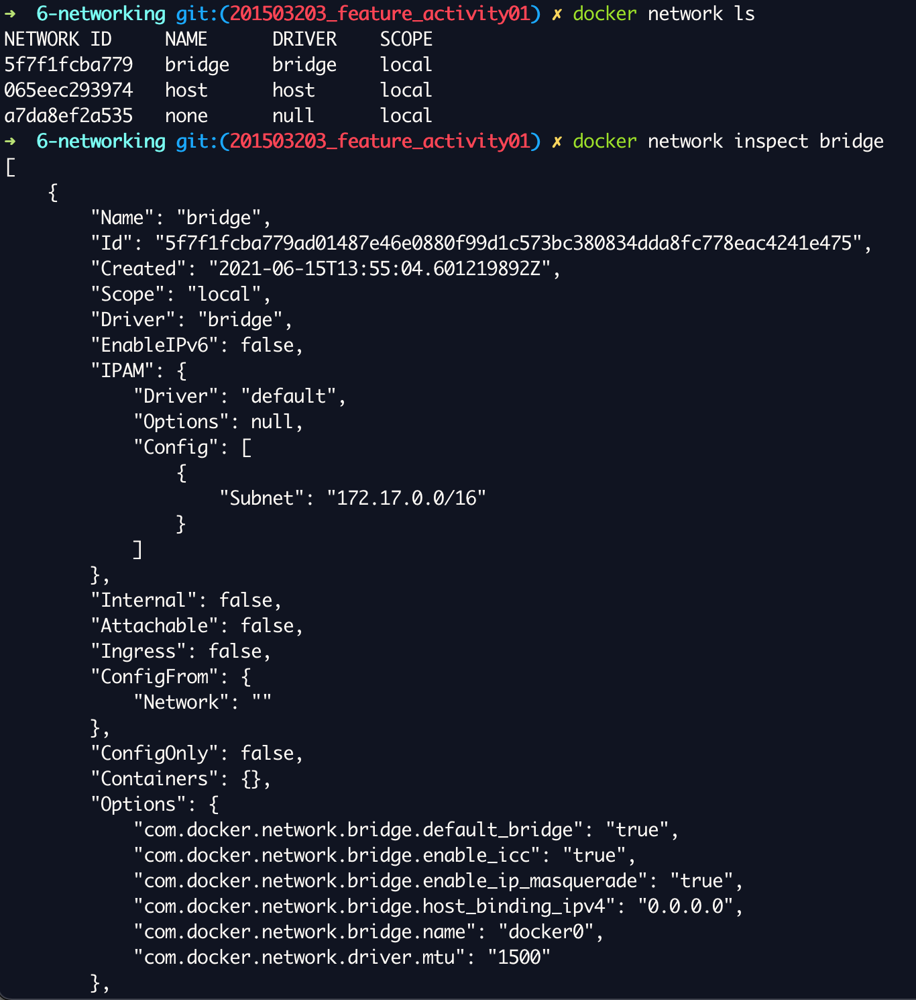 ➜  6-networking git:(201503203_feature_activity01) ✗ docker network ls
NETWORK ID     NAME      DRIVER    SCOPE
5f7f1fcba779   bridge    bridge    local
065eec293974   host      host      local
a7da8ef2a535   none      null      local
➜  6-networking git:(201503203_feature_activity01) ✗ docker network inspect bridge
[
    {
        "Name": "bridge",
        "Id": "5f7f1fcba779ad01487e46e0880f99d1c573bc380834dda8fc778eac4241e475",
        "Created": "2021-06-15T13:55:04.601219892Z",
        "Scope": "local",
        "Driver": "bridge",
        "EnableIPv6": false,
        "IPAM": {
            "Driver": "default",
            "Options": null,
            "Config": [
                {
                    "Subnet": "172.17.0.0/16"
                }
            ]
        },
        "Internal": false,
        "Attachable": false,
        "Ingress": false,
        "ConfigFrom": {
            "Network": ""
        },
        "ConfigOnly": false,
        "Containers": {},
        "Options": {
            "com.docker.network.bridge.default_bridge": "true",
            "com.docker.network.bridge.enable_icc": "true",
            "com.docker.network.bridge.enable_ip_masquerade": "true",
            "com.docker.network.bridge.host_binding_ipv4": "0.0.0.0",
            "com.docker.network.bridge.name": "docker0",
            "com.docker.network.driver.mtu": "1500"
        },